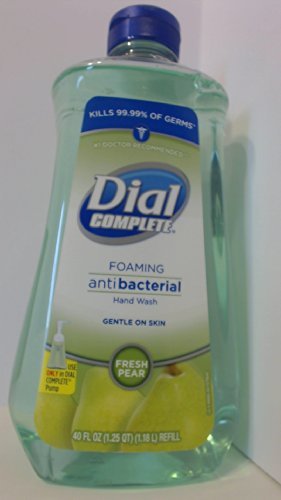 KILLS 99.99% OF GERMS*
#1 DOCTOR RECOMMENDED
Dial
COMPLETE®
FOAMING
antibacterial
Hand Wash
GENTLE ON SKIN
FRESH
PEAR
USE
ONLY in DIAL
COMPLETE™
Pump
40 FL OZ (1.25 QT) (1.18 L) REFILL